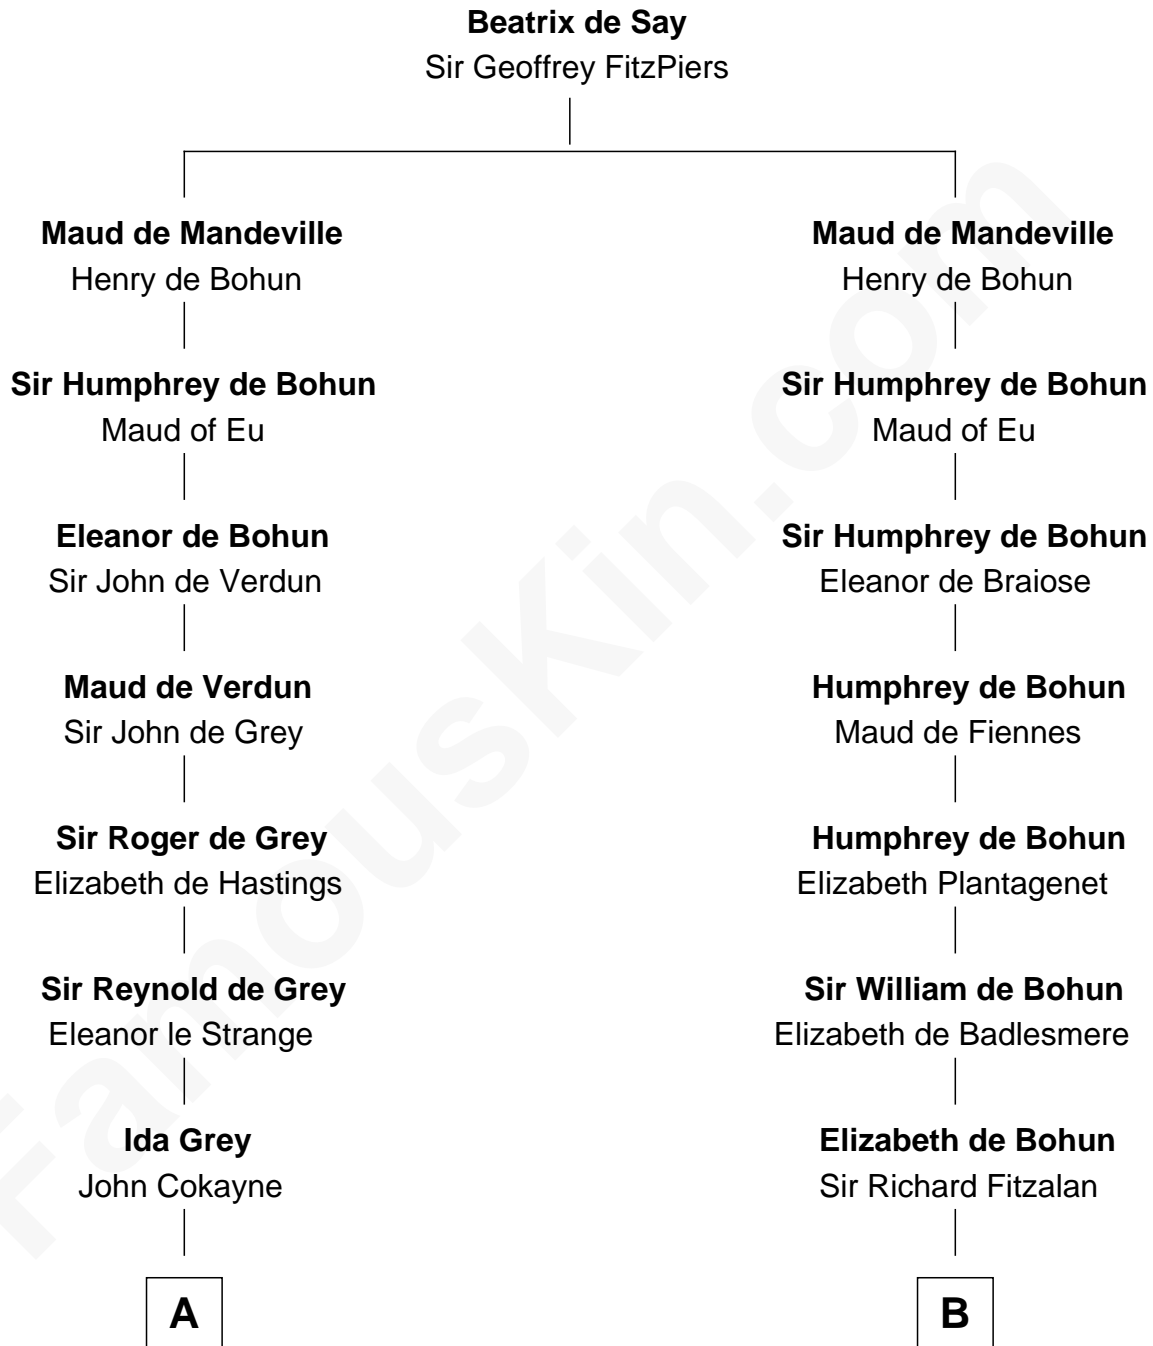 Beatrix de Say
Sir Geoffrey FitzPiers
Maud de Mandeville
Henry de Bohun
Sir Humphrey de Bohun
Maud of Eu
Eleanor de Bohun
Sir John de Verdun
Maud de Verdun
Sir John de Grey
Sir Roger de Grey
Elizabeth de Hastings
Sir Reynold de Grey
Eleanor le Strange
Ida Grey
John Cokayne
A
Maud de Mandeville
Henry de Bohun
Sir Humphrey de Bohun
Maud of Eu
Sir Humphrey de Bohun
Eleanor de Braiose
Humphrey de Bohun
Maud de Fiennes
Humphrey de Bohun
Elizabeth Plantagenet
Sir William de Bohun
Elizabeth de Badlesmere
Elizabeth de Bohun
Sir Richard Fitzalan
B
FamousKin.com